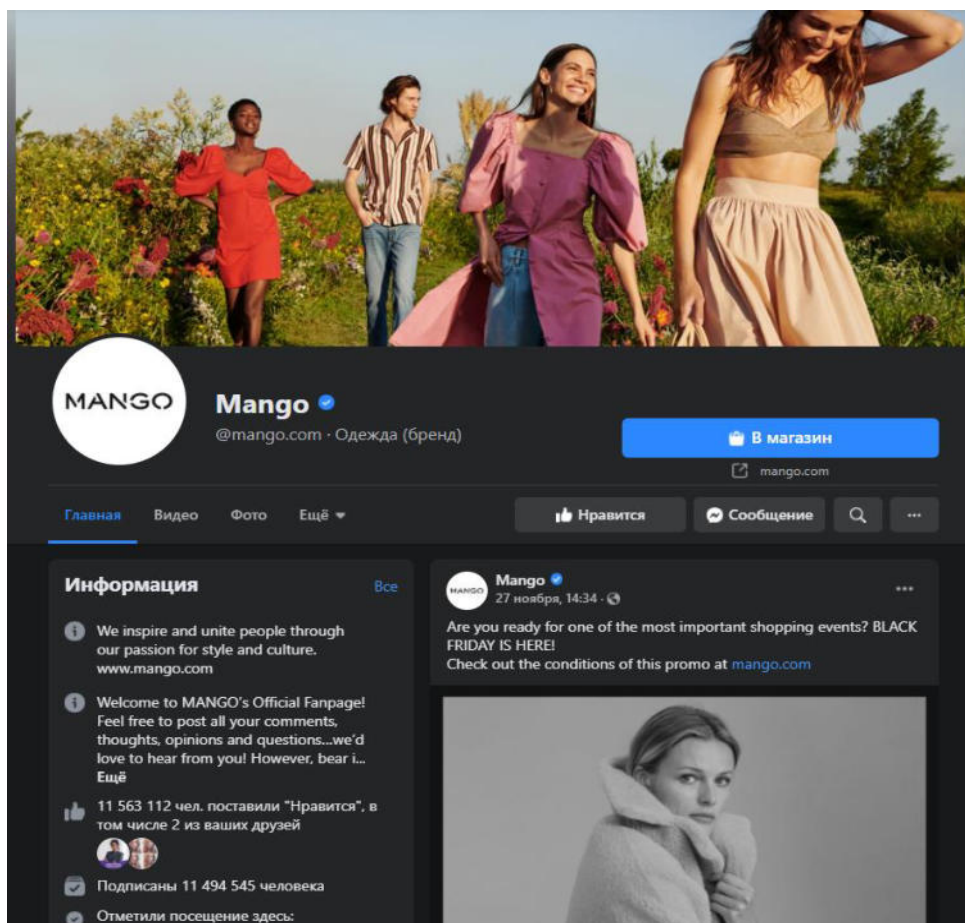 MANGO
Mango
@mango.com · Одежда (бренд)
В магазин
mango.com
Главная
Видео
Фото
Ещё
Нравится
Сообщение
Информация
Все
We inspire and unite people through
our passion for style and culture.
www.mango.com
Welcome to MANGO's Official Fanpage!
Feel free to post all your comments,
thoughts, opinions and questions...we'd
love to hear from you! However, bear i...
Ещё
11 563 112 чел. поставили "Нравится", в
том числе 2 из ваших друзей
Подписаны 11 494 545 человека
Отметили посещение здесь:
MANGO
Mango
27 ноября, 14:34 ·
Are you ready for one of the most important shopping events? BLACK
FRIDAY IS HERE!
Check out the conditions of this promo at mango.com